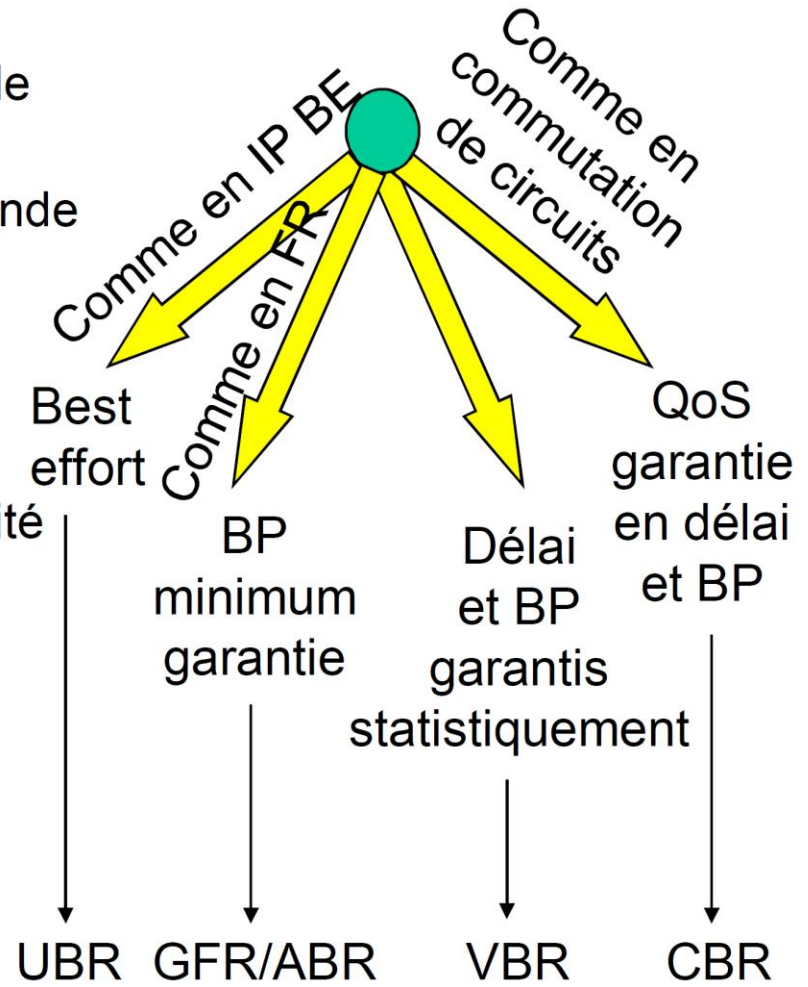 Comme en IP BE
Comme en FR
Comme en
commutation
de circuits
Best
effort
BP
minimum
garantie
Délai
et BP
garantis
statistiquement
QoS
garantie
en délai
et BP
UBR
GFR/ABR
VBR
CBR